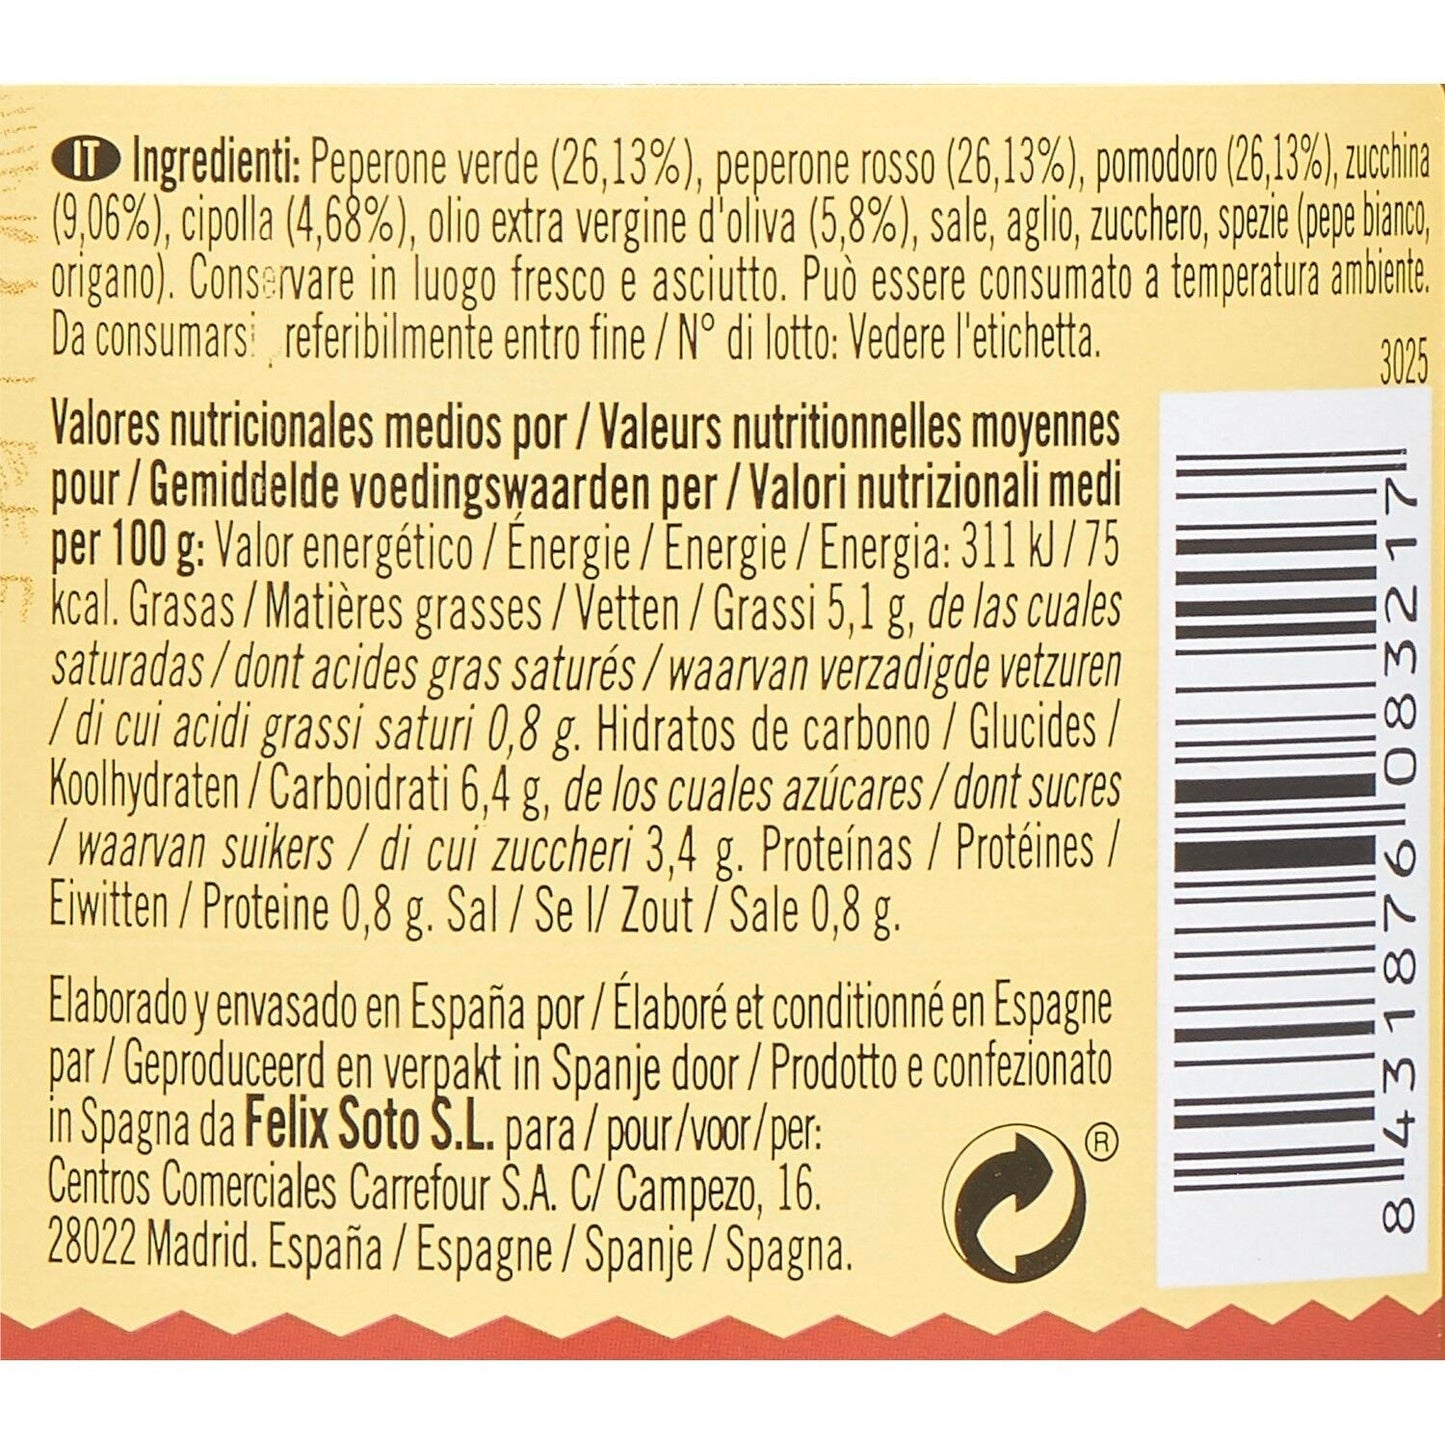 IT Ingredienti: Peperone verde (26,13%), peperone rosso (26,13%), pomodoro (26,13%), zucchina
(9,06%), cipolla (4,68%), olio extra vergine d'oliva (5,8%), sale, aglio, zucchero, spezie (pepe bianco,
origano). Conservare in luogo fresco e asciutto. Può essere consumato a temperatura ambiente.
Da consumarsi referibilmente entro fine / N° di lotto: Vedere l'etichetta.
3025
Valores nutricionales medios por / Valeurs nutritionnelles moyennes
pour / Gemiddelde voedingswaarden per / Valori nutrizionali medi
per 100 g: Valor energético / Énergie / Energie / Energia: 311 kJ / 75
kcal. Grasas / Matières grasses / Vetten / Grassi 5,1 g, de las cuales
saturadas / dont acides gras saturés / waarvan verzadigde vetzuren
/ di cui acidi grassi saturi 0,8 g. Hidratos de carbono / Glucides /
Koolhydraten / Carboidrati 6,4 g, de los cuales azúcares / dont sucres
/ waarvan suikers / di cui zuccheri 3,4 g. Proteínas / Protéines /
Eiwitten / Proteine 0,8 g. Sal / Se l/ Zout / Sale 0,8 g.
Elaborado y envasado en España por / Élaboré et conditionné en Espagne
par / Geproduceerd en verpakt in Spanje door / Prodotto e confezionato
in Spagna da Felix Soto S.L. para / pour/voor/per:
Centros Comerciales Carrefour S.A. C/ Campezo, 16.
28022 Madrid. España / Espagne / Spanje / Spagna.
®
8 431876 083217